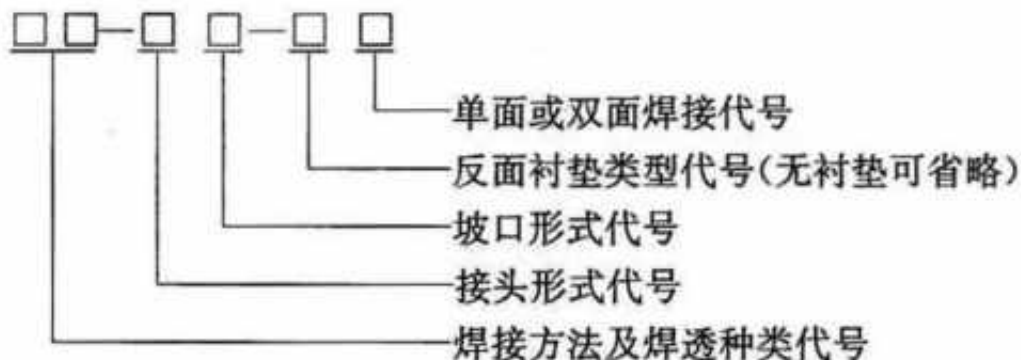 □□-□□-□□
单面或双面焊接代号
反面衬垫类型代号(无衬垫可省略)
坡口形式代号
接头形式代号
焊接方法及焊透种类代号